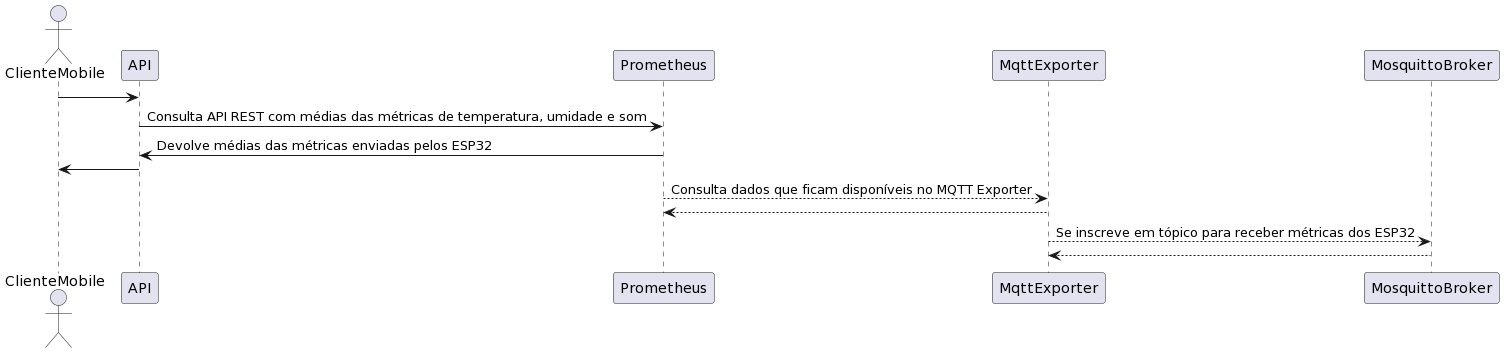 ClienteMobile
API
Prometheus
MqttExporter
MosquittoBroker
Consulta API REST com médias das métricas de temperatura, umidade e som
Devolve médias das métricas enviadas pelos ESP32
Consulta dados que ficam disponíveis no MQTT Exporter
Se inscreve em tópico para receber métricas dos ESP32
ClienteMobile
API
Prometheus
MqttExporter
MosquittoBroker